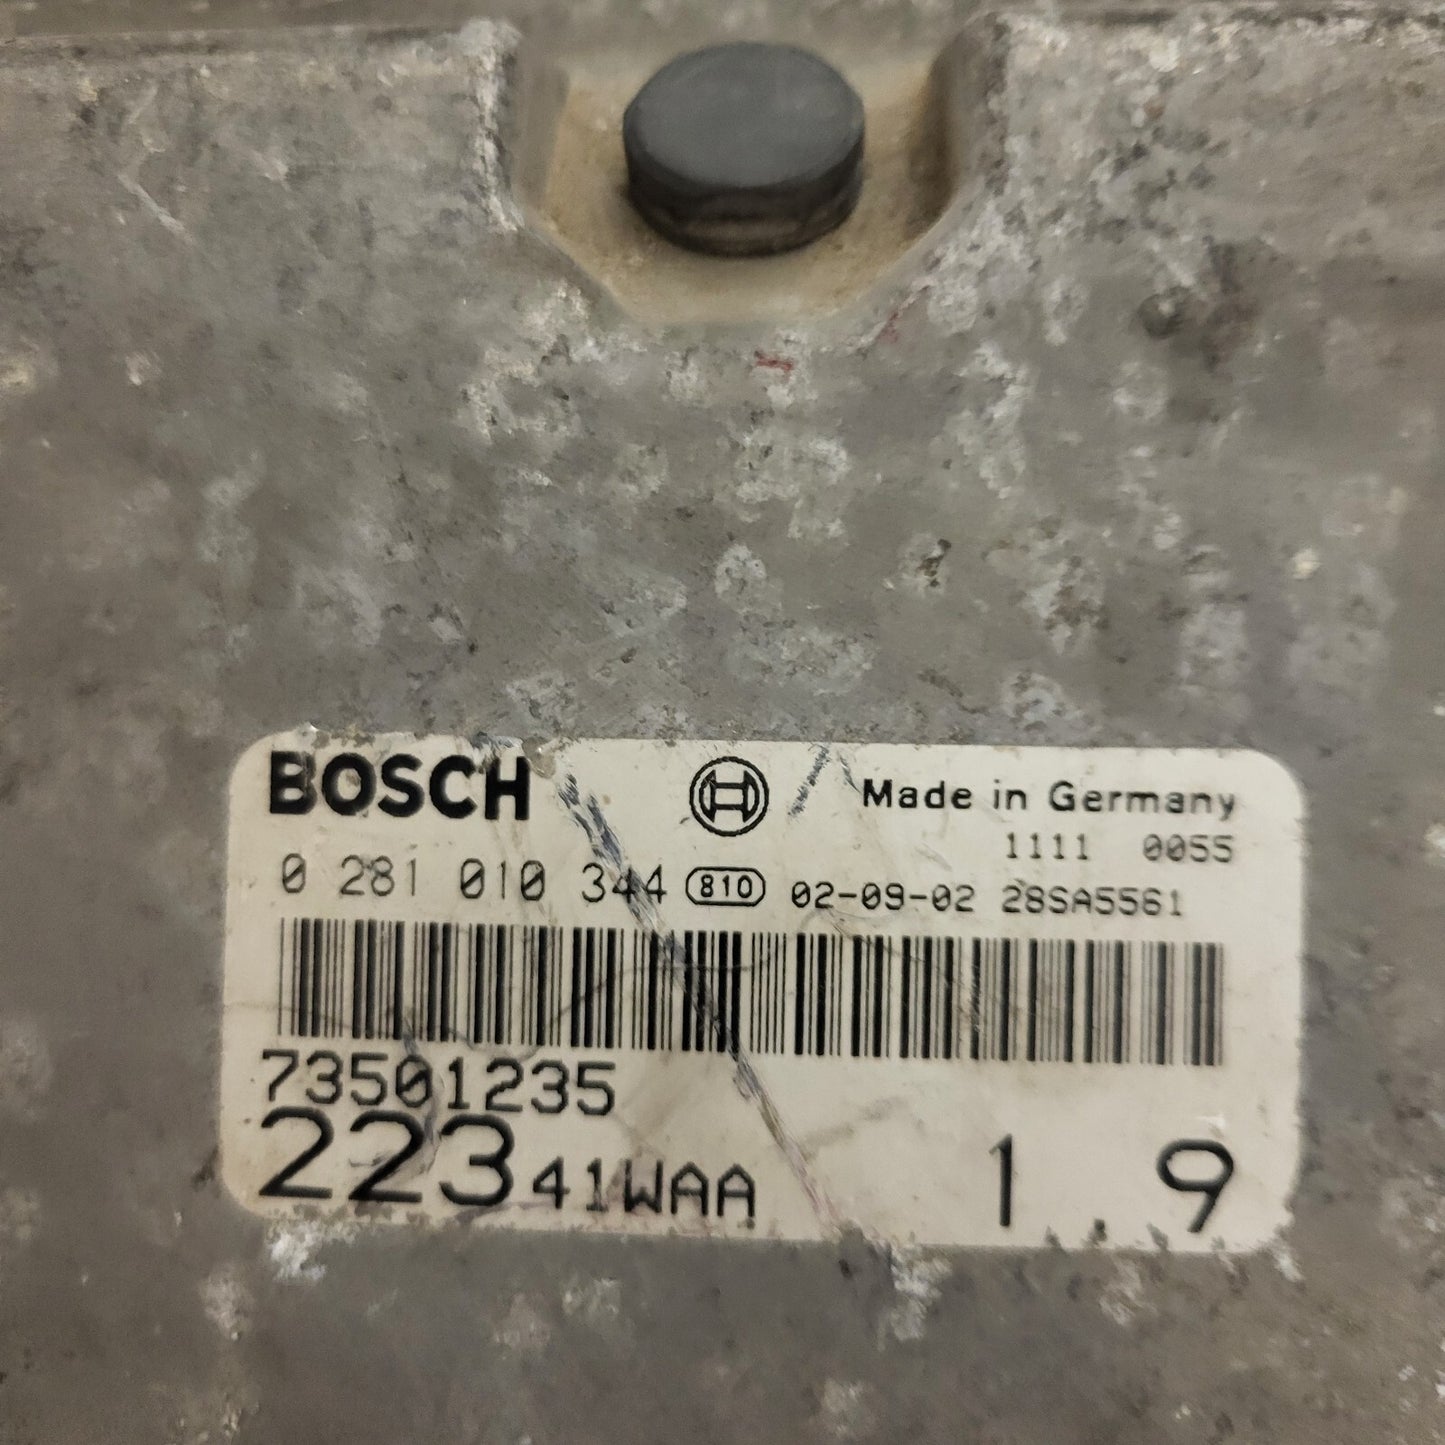 BOSCH
Made in Germany
1111 0055
0 281 010 344 810 02-09-02 28SA5561
73501235
223 41WAA 1.9